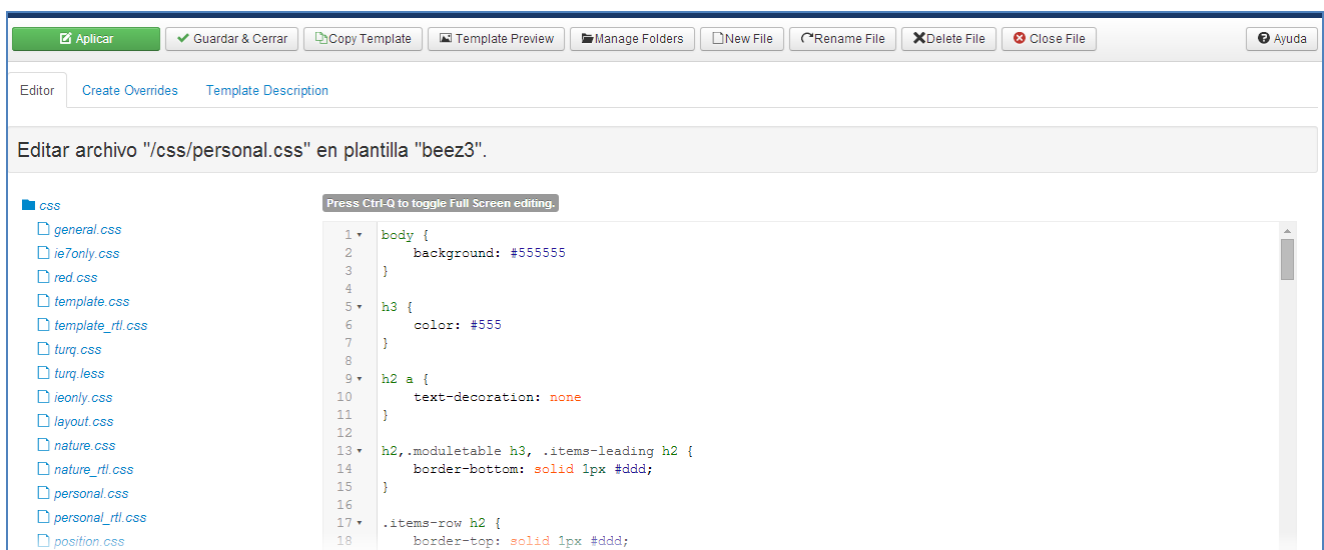 Aplicar Guardar & Cerrar Copy Template Template Preview Manage Folders New File Rename File Delete File Close File Ayuda
Editor Create Overrides Template Description
Editar archivo "/css/personal.css" en plantilla "beez3".
css
general.css
ie7only.css
red.css
template.css
template_rtl.css
turq.css
turq.less
ieonly.css
layout.css
nature.css
nature_rtl.css
personal.css
personal_rtl.css
position.css
Press Ctrl-Q to toggle Full Screen editing.
1 body {
2 background: #555555
3 }
4
5 h3 {
6 color: #555
7 }
8
9 h2 a {
10 text-decoration: none
11 }
12
13 h2,.moduletable h3, .items-leading h2 {
14 border-bottom: solid 1px #ddd;
15 }
16
17 .items-row h2 {
18 border-top: solid 1px #ddd;